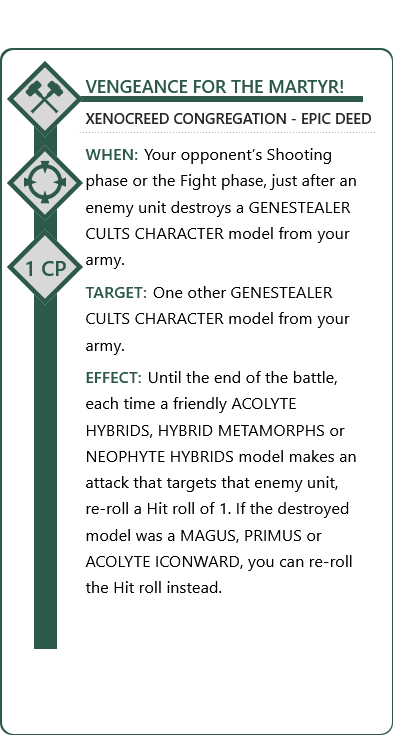 VENGEANCE FOR THE MARTYR!
XENOCREED CONGREGATION - EPIC DEED
WHEN: Your opponent’s Shooting
phase or the Fight phase, just after an
enemy unit destroys a GENESTEALER
CULTS CHARACTER model from your
army.
1 CP
TARGET: One other GENESTEALER
CULTS CHARACTER model from your
army.
EFFECT: Until the end of the battle,
each time a friendly ACOLYTE
HYBRIDS, HYBRID METAMORPHS or
NEOPHYTE HYBRIDS model makes an
attack that targets that enemy unit,
re-roll a Hit roll of 1. If the destroyed
model was a MAGUS, PRIMUS or
ACOLYTE ICONWARD, you can re-roll
the Hit roll instead.